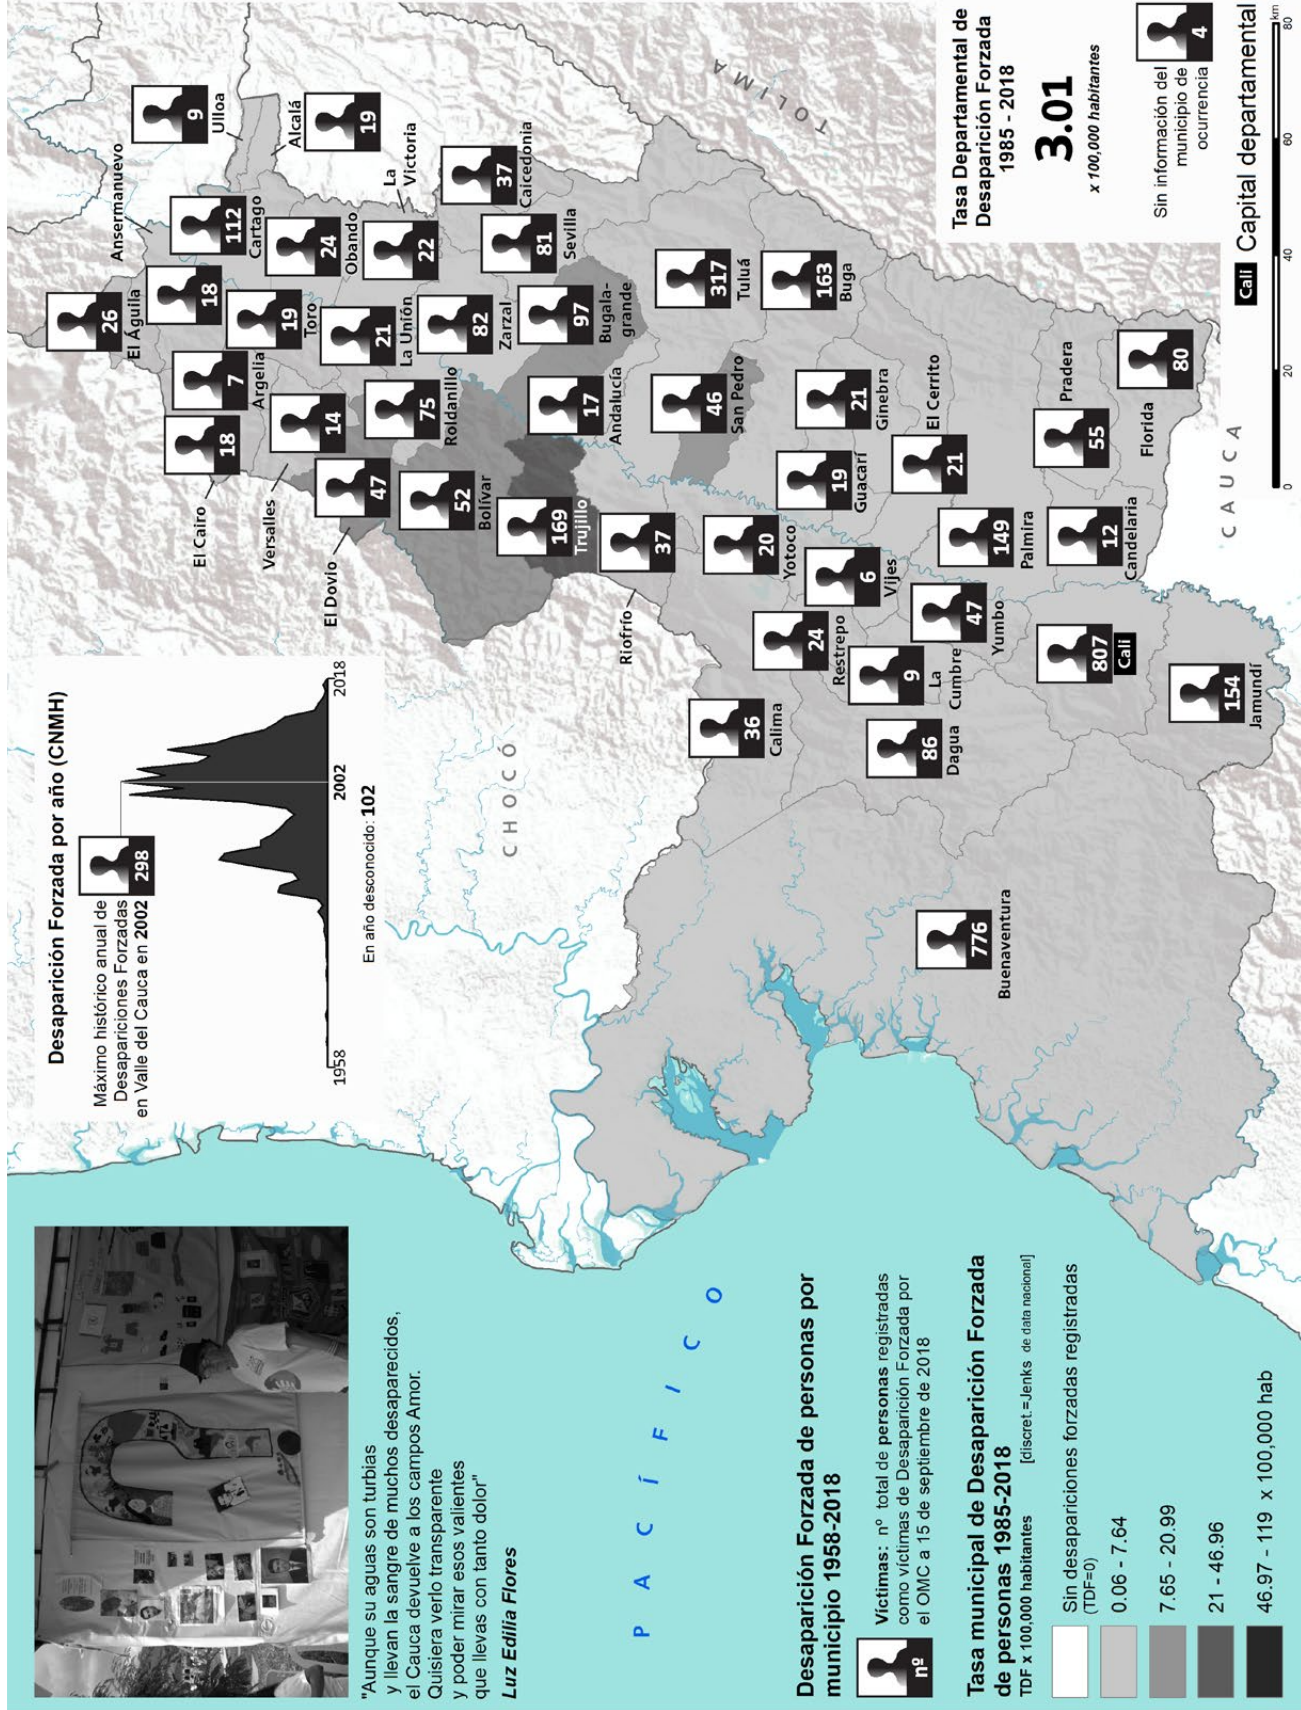 "Aunque su aguas son turbias
y llevan la sangre de muchos desaparecidos,
el Cauca devuelve a los campos Amor.
Quisiera verlo transparente
y poder mirar esos valientes
que llevas con tanto dolor"
Luz Edilia Flores
Desaparición Forzada por año (CNMH)
Máximo histórico anual de
Desapariciones Forzadas
en Valle del Cauca en 2002
298
1958
2002
2018
En año desconocido: 102
PACÍFICO
CHOCÓ
TOLIMA
CAUCA
26
El Águila
Ansermanuevo
18
9
Ulloa
Alcalá
19
112
Cartago
7
Argelia
18
El Cairo
19
Toro
24
Obando
La
Victoria
22
14
Versalles
21
La Unión
37
Caicedonia
47
El Dovio
75
Roldanillo
82
Zarzal
81
Sevilla
52
Bolívar
97
Bugala-
grande
169
Trujillo
17
Andalucía
37
Riofrío
317
Tuluá
46
San Pedro
163
Buga
36
Calima
20
Yotoco
24
Restrepo
6
Vijes
19
Guacarí
21
Ginebra
9
La
Cumbre
86
Dagua
47
Yumbo
21
El Cerrito
776
Buenaventura
149
Palmira
807
Cali
12
Candelaria
55
Pradera
80
Florida
154
Jamundí
Desaparición Forzada de personas por
municipio 1958-2018
nº
Víctimas: nº total de personas registradas
como víctimas de Desaparición Forzada por
el OMC a 15 de septiembre de 2018
Tasa municipal de Desaparición Forzada
de personas 1985-2018
TDF x 100,000 habitantes [discret.=Jenks de data nacional]
Sin desapariciones forzadas registradas
(TDF=0)
0.06 - 7.64
7.65 - 20.99
21 - 46.96
46.97 - 119 x 100,000 hab
Tasa Departamental de
Desaparición Forzada
1985 - 2018
3.01
x 100,000 habitantes
Sin información del
municipio de
ocurrencia
4
Cali Capital departamental
0 20 40 60 80
km